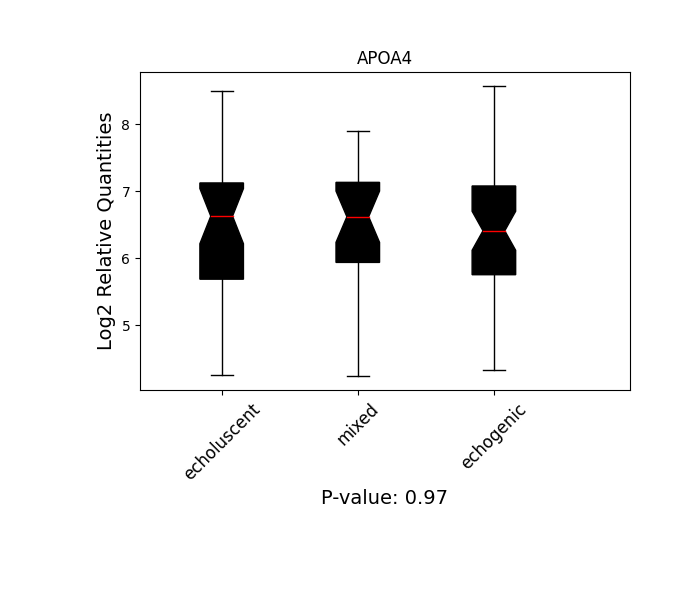 APOA4
Log2 Relative Quantities
8
7
6
5
echoluscent
mixed
echogenic
P-value: 0.97